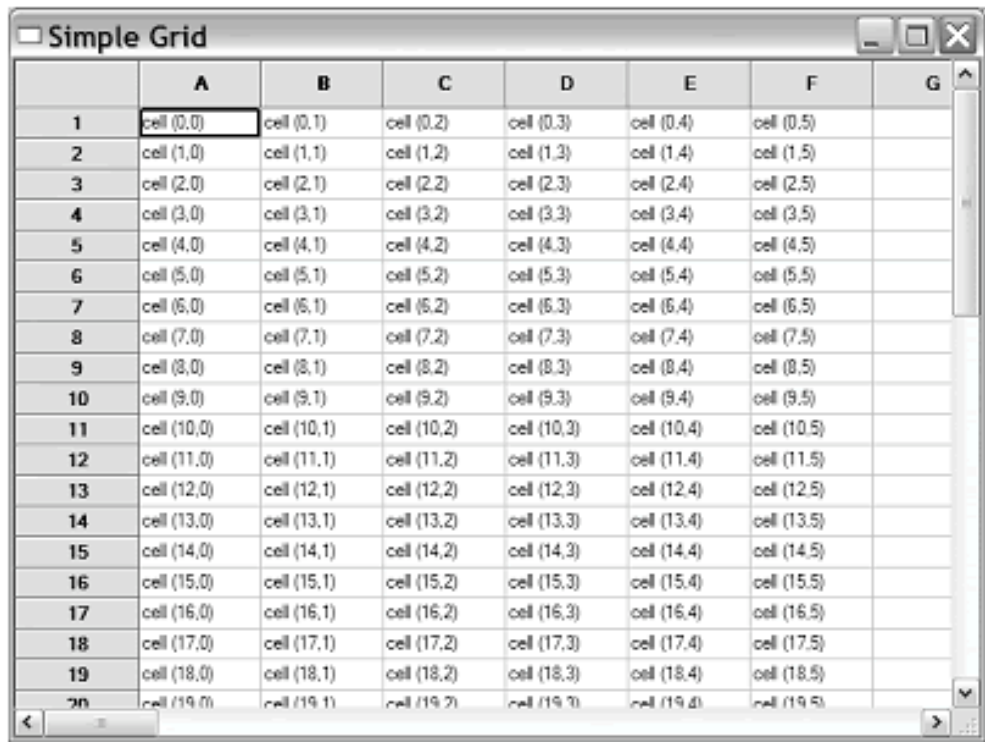 Simple Grid
A B C D E F G
1 cell (0,0) cell (0,1) cell (0,2) cell (0,3) cell (0,4) cell (0,5)
2 cell (1,0) cell (1,1) cell (1,2) cell (1,3) cell (1,4) cell (1,5)
3 cell (2,0) cell (2,1) cell (2,2) cell (2,3) cell (2,4) cell (2,5)
4 cell (3,0) cell (3,1) cell (3,2) cell (3,3) cell (3,4) cell (3,5)
5 cell (4,0) cell (4,1) cell (4,2) cell (4,3) cell (4,4) cell (4,5)
6 cell (5,0) cell (5,1) cell (5,2) cell (5,3) cell (5,4) cell (5,5)
7 cell (6,0) cell (6,1) cell (6,2) cell (6,3) cell (6,4) cell (6,5)
8 cell (7,0) cell (7,1) cell (7,2) cell (7,3) cell (7,4) cell (7,5)
9 cell (8,0) cell (8,1) cell (8,2) cell (8,3) cell (8,4) cell (8,5)
10 cell (9,0) cell (9,1) cell (9,2) cell (9,3) cell (9,4) cell (9,5)
11 cell (10,0) cell (10,1) cell (10,2) cell (10,3) cell (10,4) cell (10,5)
12 cell (11,0) cell (11,1) cell (11,2) cell (11,3) cell (11,4) cell (11,5)
13 cell (12,0) cell (12,1) cell (12,2) cell (12,3) cell (12,4) cell (12,5)
14 cell (13,0) cell (13,1) cell (13,2) cell (13,3) cell (13,4) cell (13,5)
15 cell (14,0) cell (14,1) cell (14,2) cell (14,3) cell (14,4) cell (14,5)
16 cell (15,0) cell (15,1) cell (15,2) cell (15,3) cell (15,4) cell (15,5)
17 cell (16,0) cell (16,1) cell (16,2) cell (16,3) cell (16,4) cell (16,5)
18 cell (17,0) cell (17,1) cell (17,2) cell (17,3) cell (17,4) cell (17,5)
19 cell (18,0) cell (18,1) cell (18,2) cell (18,3) cell (18,4) cell (18,5)
20 cell (19,0) cell (19,1) cell (19,2) cell (19,3) cell (19,4) cell (19,5)